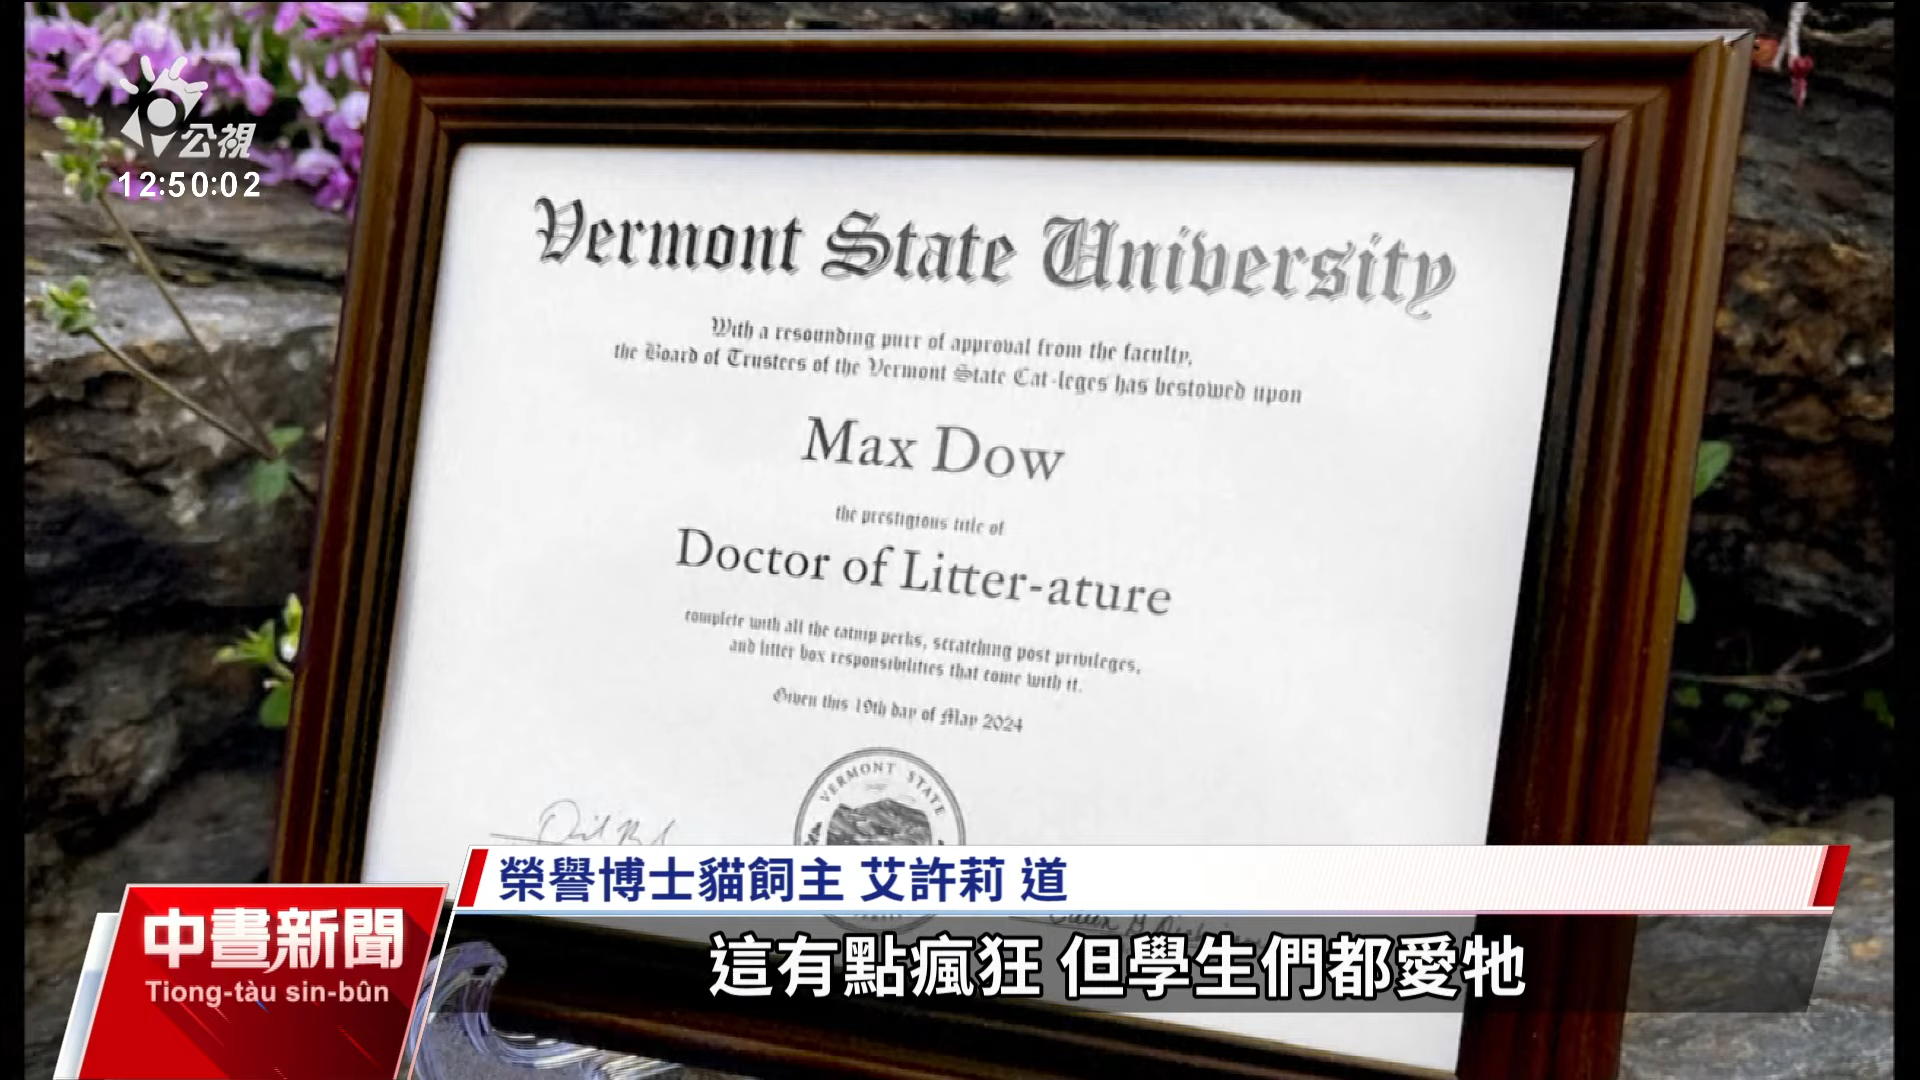 公視
12:50:02
Vermont State University
With a resounding purr of approval from the faculty,
the Board of Trustees of the Vermont State Cat-leges has bestowed upon
Max Dow
the prestigious title of
Doctor of Litter-ature
complete with all the catnip perks, scratching post privileges,
and litter box responsibilities that come with it.
Given this 19th day of May 2024
VERMONT STATE
榮譽博士貓飼主 艾許莉 道
中晝新聞
Tiong-tàu sin-bûn
這有點瘋狂 但學生們都愛牠